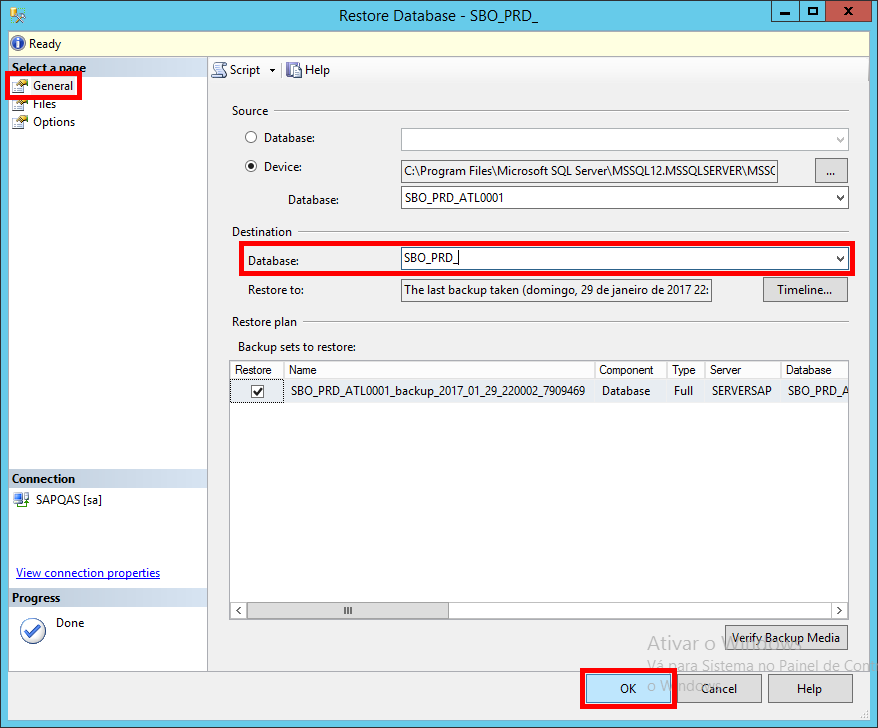 Restore Database - SBO_PRD_
Ready
Select a page
General
Files
Options
Script
Help
Source
Database:
Device:
C:\Program Files\Microsoft SQL Server\MSSQL12.MSSQLSERVER\MSSQ
...
Database:
SBO_PRD_ATL0001
Destination
Database:
SBO_PRD_
Restore to:
The last backup taken (domingo, 29 de janeiro de 2017 22:
Timeline...
Restore plan
Backup sets to restore:
Restore Name Component Type Server Database
SBO_PRD_ATL0001_backup_2017_01_29_220002_7909469 Database Full SERVERSAP SBO_PRD_A
Connection
SAPQAS [sa]
View connection properties
Progress
Done
Verify Backup Media
Ativar o Windows
Vá para Sistema no Painel de Con
o Windows.
OK
Cancel
Help